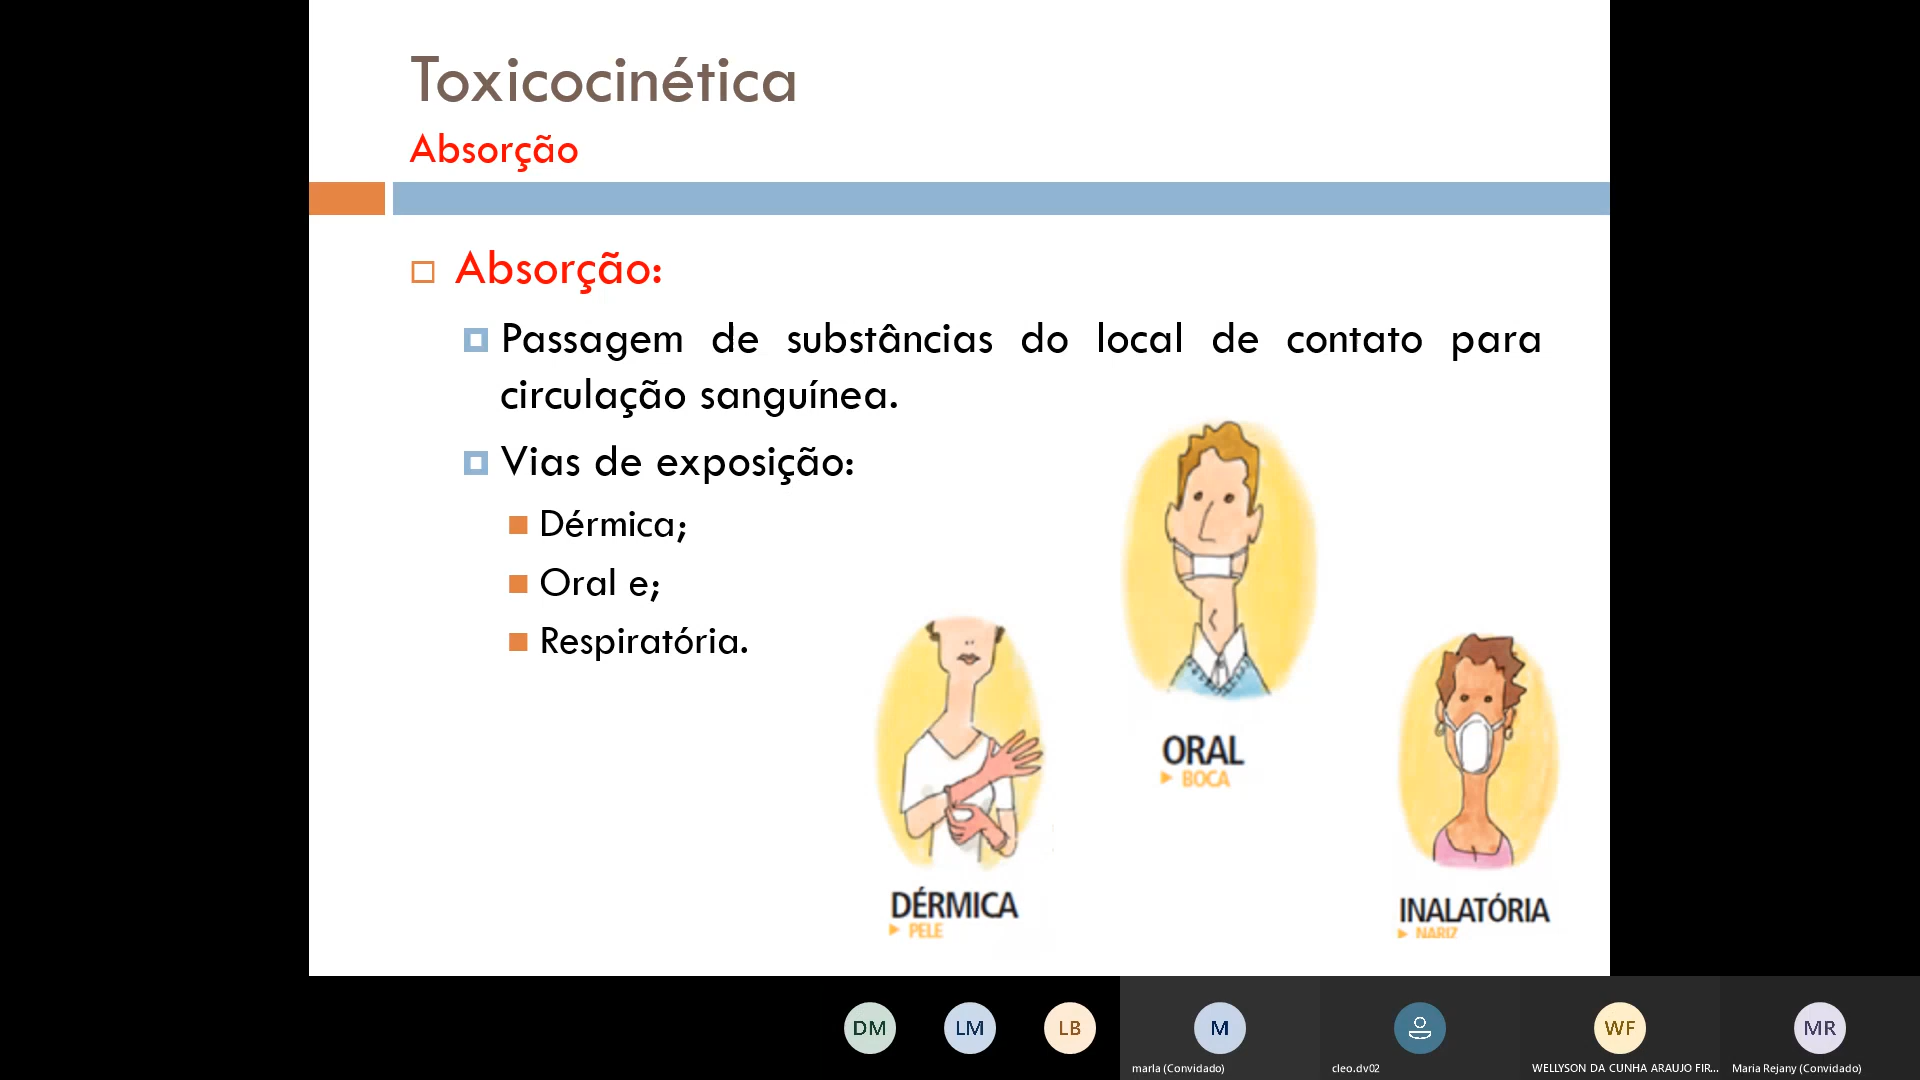 Toxicocinética
Absorção
Absorção:
Passagem de substâncias do local de contato para
circulação sanguínea.
Vias de exposição:
Dérmica;
Oral e;
Respiratória.
ORAL
BOCA
DÉRMICA
PELE
INALATÓRIA
NARIZ
DM
LM
LB
M
WF
MR
marla (Convidado)
cleo.dv02
WELLYSON DA CUNHA ARAUJO FIR...
Maria Rejany (Convidado)